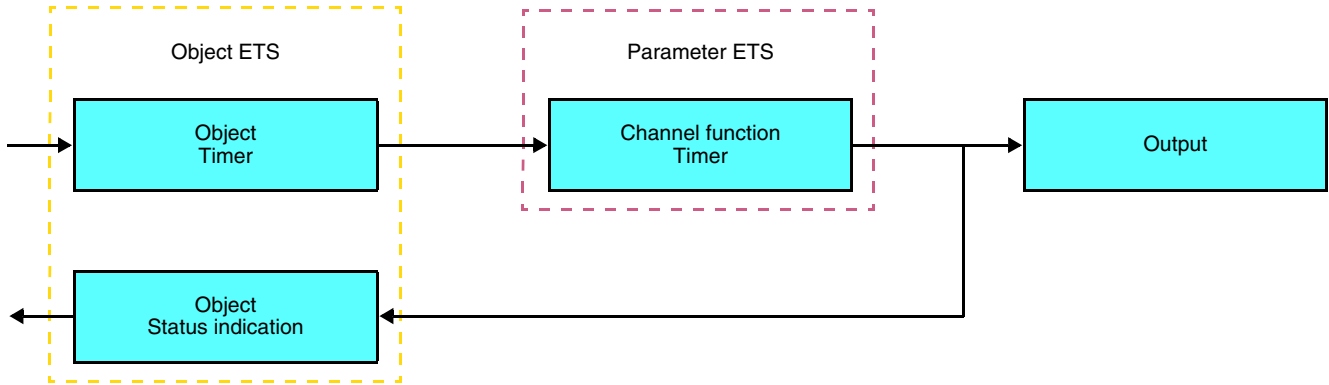 Object ETS
Parameter ETS
Object
Timer
Channel function
Timer
Output
Object
Status indication